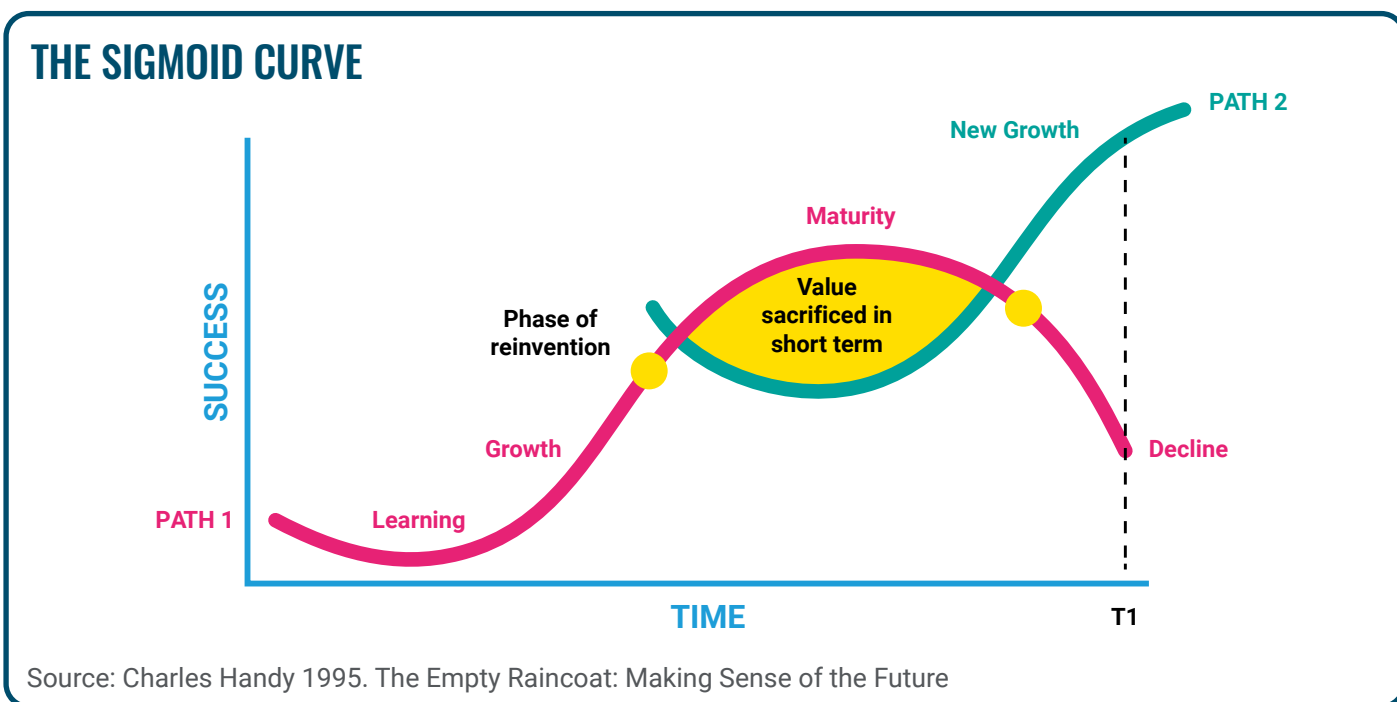 THE SIGMOID CURVE
PATH 2
New Growth
Maturity
Value
sacrificed in
short term
Phase of
reinvention
SUCCESS
Growth
Decline
PATH 1
Learning
TIME
T1
Source: Charles Handy 1995. The Empty Raincoat: Making Sense of the Future